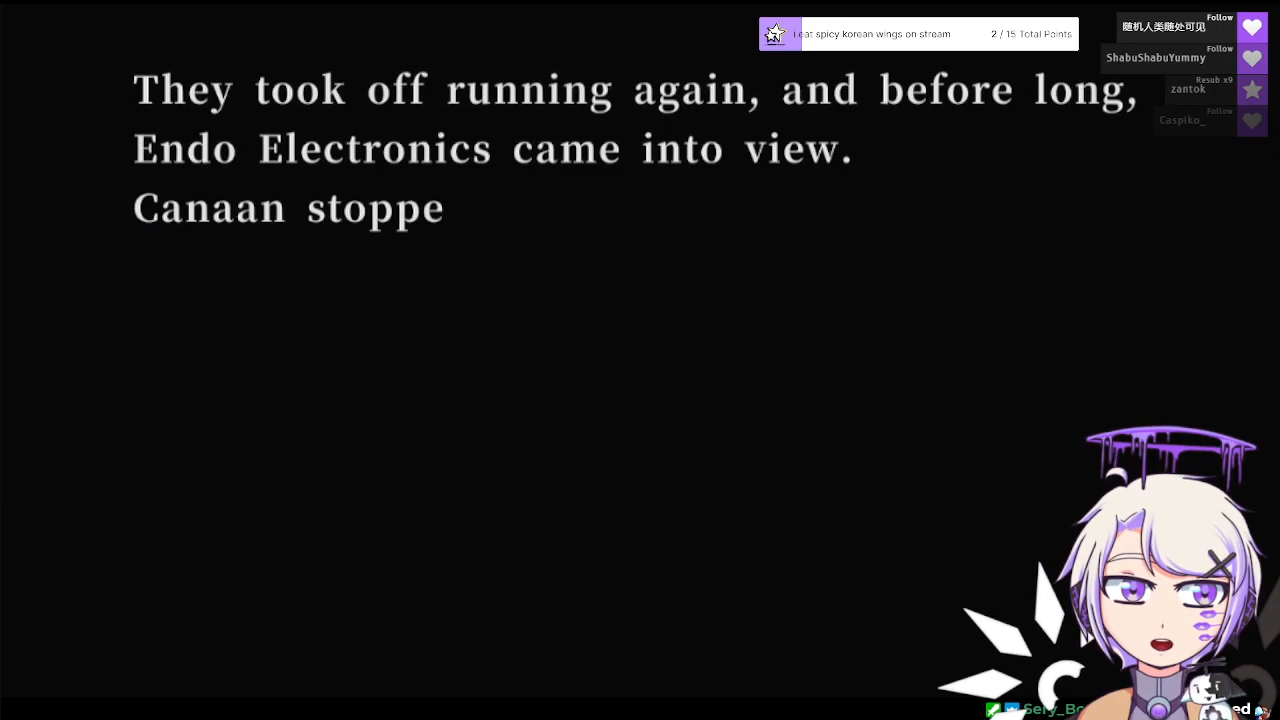 i eat spicy korean wings on stream 2 / 15 Total Points
Follow
随机人类随处可见
Follow
ShabuShabuYummy
Resub x9
zantok
Follow
Caspiko_
They took off running again, and before long,
Endo Electronics came into view.
Canaan stoppe